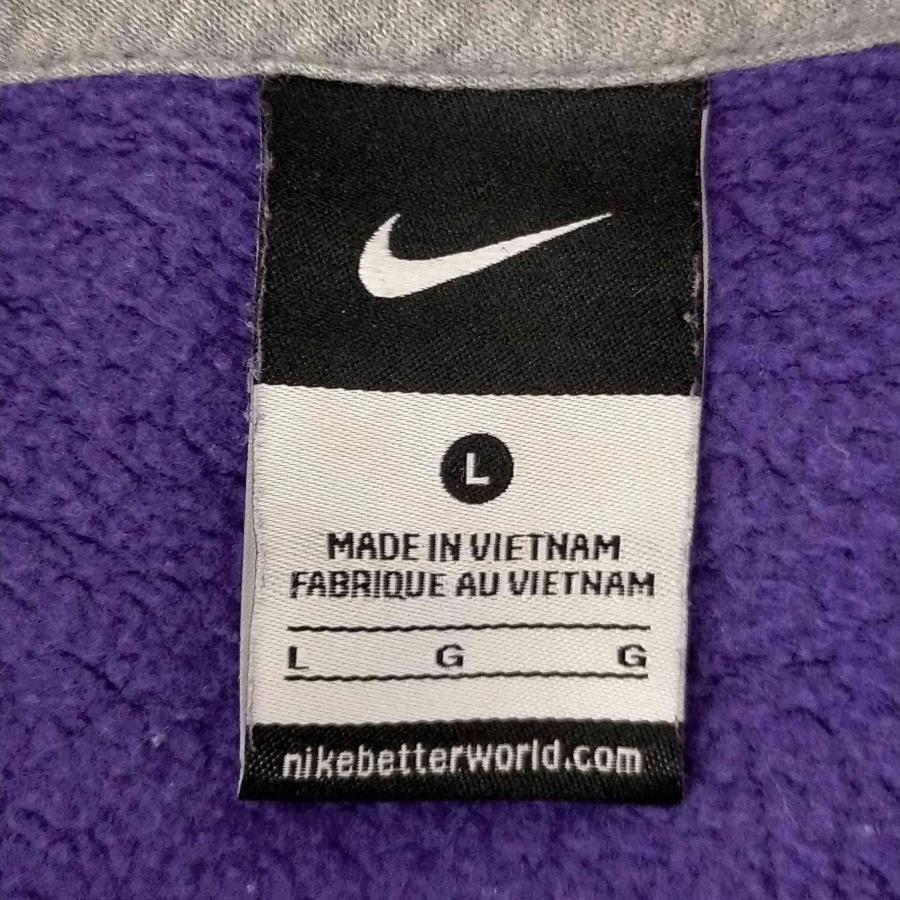 L
MADE IN VIETNAM
FABRIQUE AU VIETNAM
L G G
nikebetterworld.com